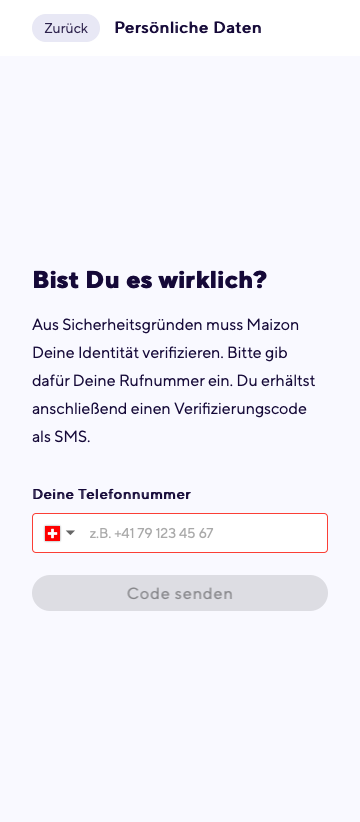 Zurück
Persönliche Daten
Bist Du es wirklich?
Aus Sicherheitsgründen muss Maizon
Deine Identität verifizieren. Bitte gib
dafür Deine Rufnummer ein. Du erhältst
anschließend einen Verifizierungscode
als SMS.
Deine Telefonnummer
z.B. +41 79 123 45 67
Code senden